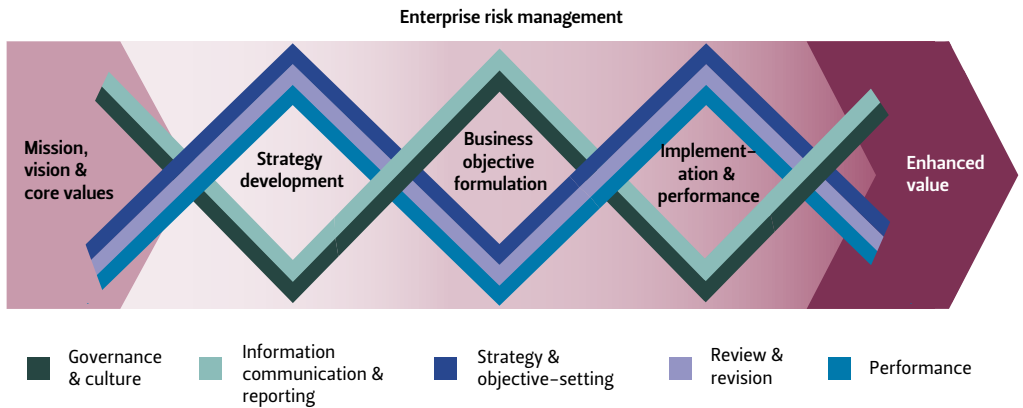 Enterprise risk management
Mission,
vision &
core values
Strategy
development
Business
objective
formulation
Implement–
ation &
performance
Enhanced
value
Governance
& culture
Information
communication &
reporting
Strategy &
objective–setting
Review &
revision
Performance